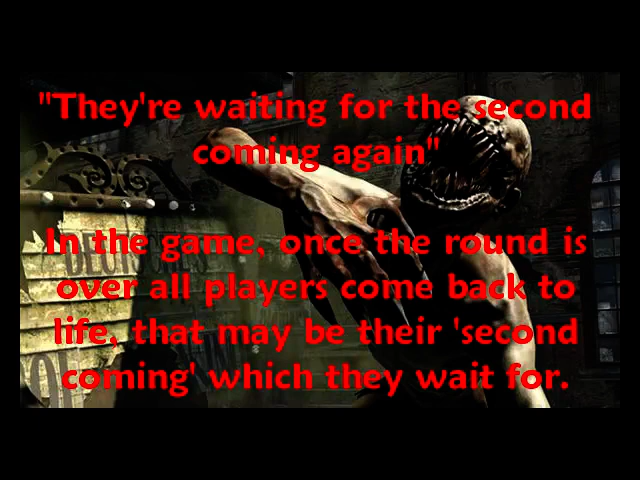 "They're waiting for the second
coming again"
In the game, once the round is
over all players come back to
life, that may be their 'second
coming' which they wait for.